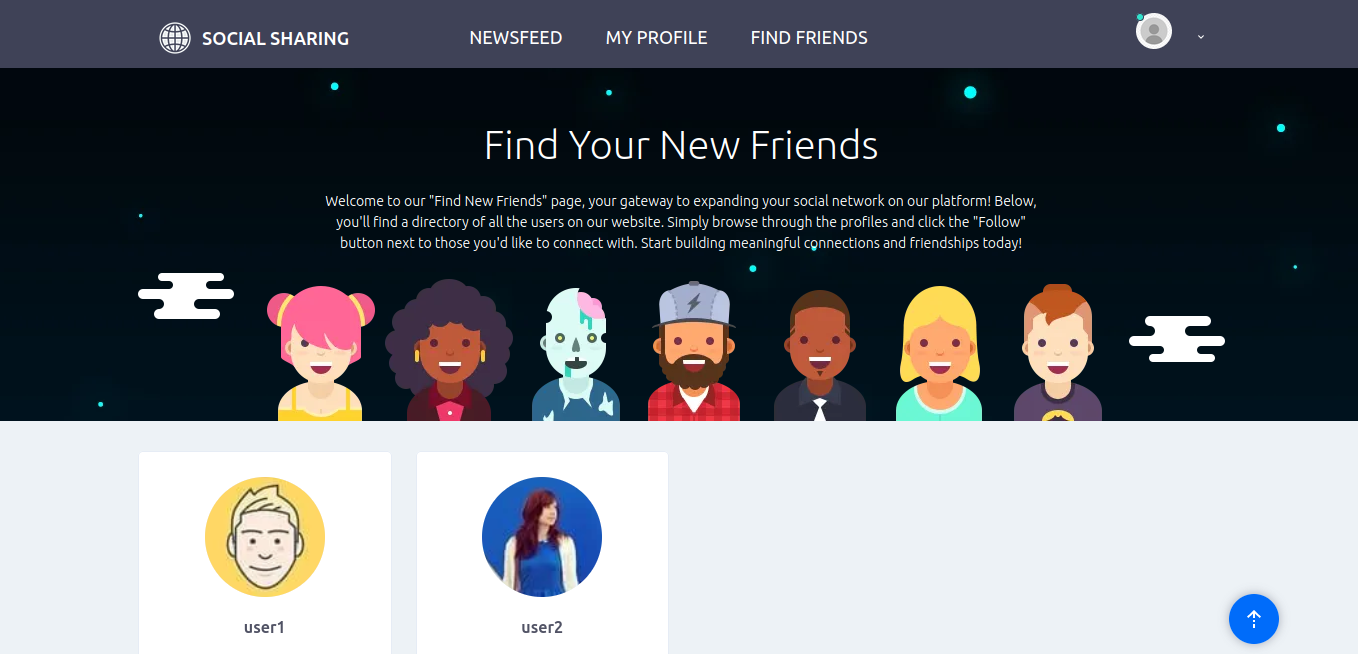 SOCIAL SHARING
NEWSFEED
MY PROFILE
FIND FRIENDS
Find Your New Friends
Welcome to our "Find New Friends" page, your gateway to expanding your social network on our platform! Below,
you'll find a directory of all the users on our website. Simply browse through the profiles and click the "Follow"
button next to those you'd like to connect with. Start building meaningful connections and friendships today!
user1
user2